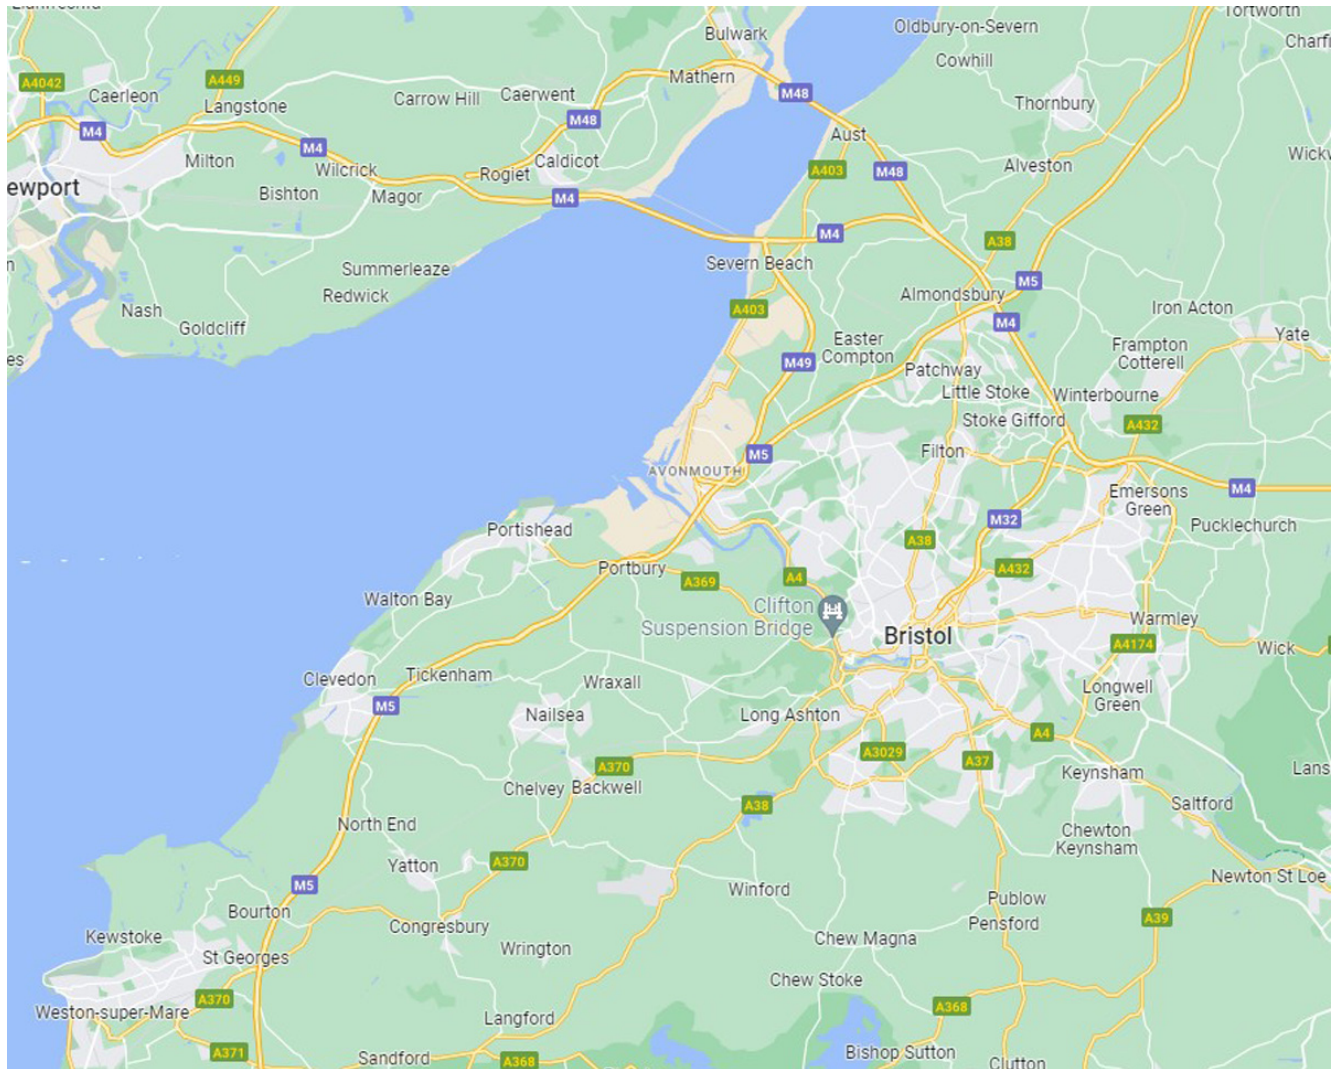 Bulwark
Oldbury-on-Severn
Tortworth
Cowhill
Mathern
A4042
A449
Caerleon
Langstone
Carrow Hill
Caerwent
M48
Thornbury
M4
M48
Aust
M4
Milton
Wilcrick
Caldicot
Rogiet
A403
M48
Alveston
ewport
Bishton
Magor
M4
M4
A38
Severn Beach
Summerleaze
Redwick
M5
Almondsbury
Nash
Goldcliff
A403
Iron Acton
M4
Yate
Easter
Compton
Frampton
Cotterell
es
M49
Patchway
Little Stoke
Winterbourne
Stoke Gifford
A432
M5
Filton
AVONMOUTH
Emersons
Green
M4
M32
Pucklechurch
Portishead
A38
Portbury
A369
A4
A432
Walton Bay
Clifton
Suspension Bridge
Bristol
Warmley
A4174
Wick
Clevedon
Tickenham
Wraxall
Longwell
Green
M5
Nailsea
Long Ashton
A4
A3029
A37
A370
Keynsham
Chelvey
Backwell
A38
Saltford
North End
Chewton
Keynsham
Yatton
A370
M5
Winford
Newton St Loe
Bourton
Publow
Pensford
A39
Congresbury
Kewstoke
Wrington
Chew Magna
St Georges
Chew Stoke
A370
A368
Weston-super-Mare
Langford
A371
Sandford
A368
Bishop Sutton
Clutton